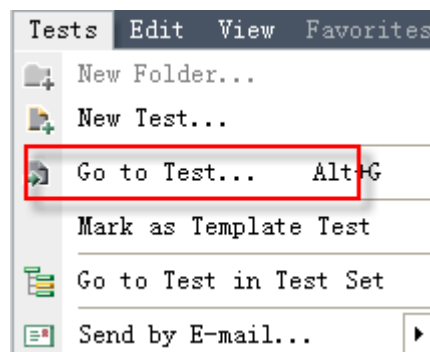 Tests Edit View Favorites
New Folder...
New Test...
Go to Test... Alt+G
Mark as Template Test
Go to Test in Test Set
Send by E-mail...